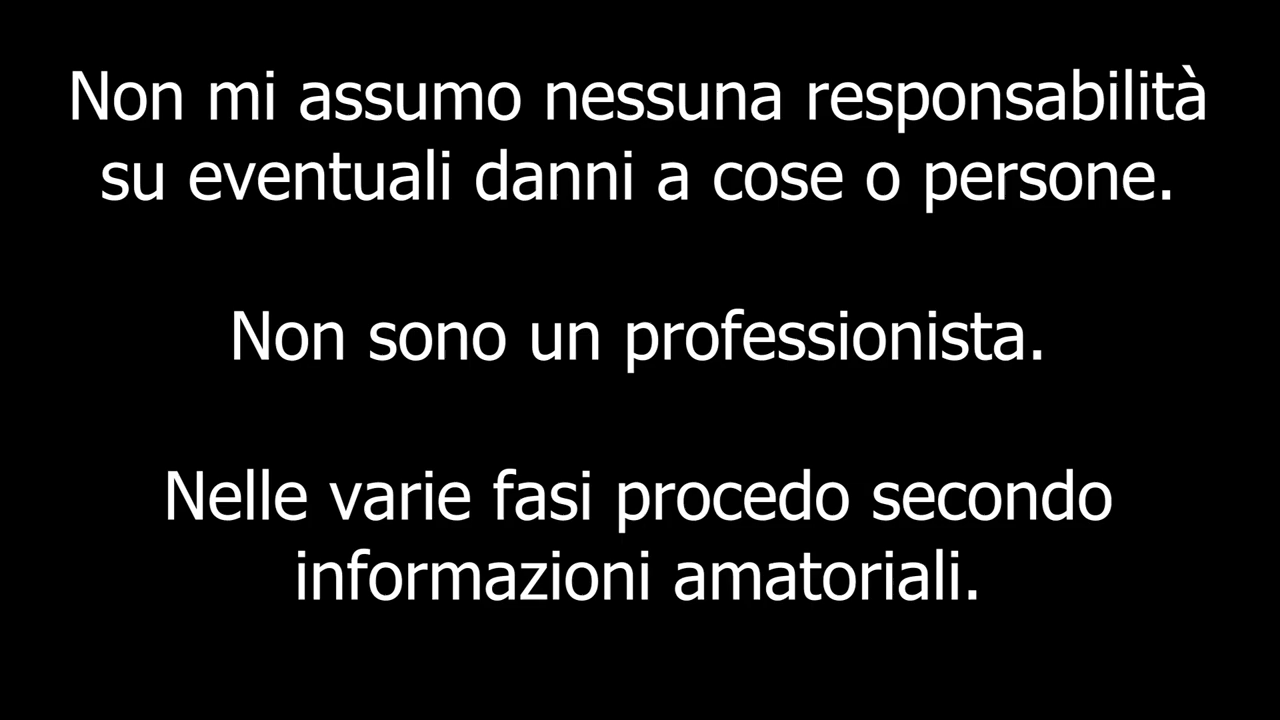 Non mi assumo nessuna responsabilità
su eventuali danni a cose o persone.
Non sono un professionista.
Nelle varie fasi procedo secondo
informazioni amatoriali.